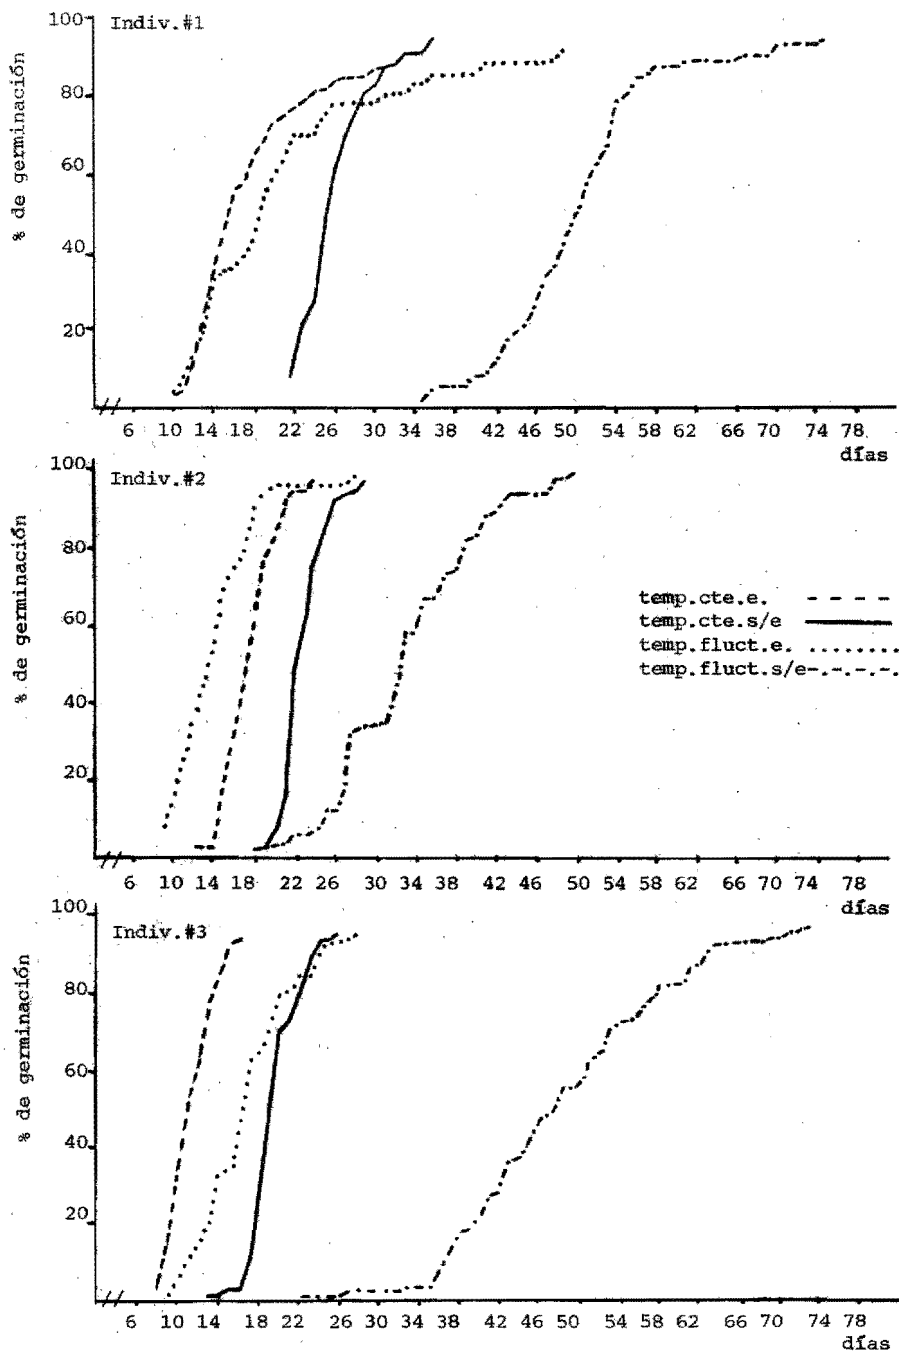 Indiv.#1
% de germinación
100
80
60
40
20
6 10 14 18 22 26 30 34 42 46 50 54 58 62 66 70 74 78
días
Indiv.#2
% de germinación
100
80
60
40
20
temp.cte.e.
temp.cte.s/e
temp.fluct.e.
temp.fluct.s/e
6 10 14 18 22 26 30 34 42 46 50 54 58 62 66 70 74 78
días
Indiv.#3
% de germinación
100
80
60
40
20
6 10 14 18 22 26 30 34 38 42 46 50 54 58 62 66 70 74 78
días